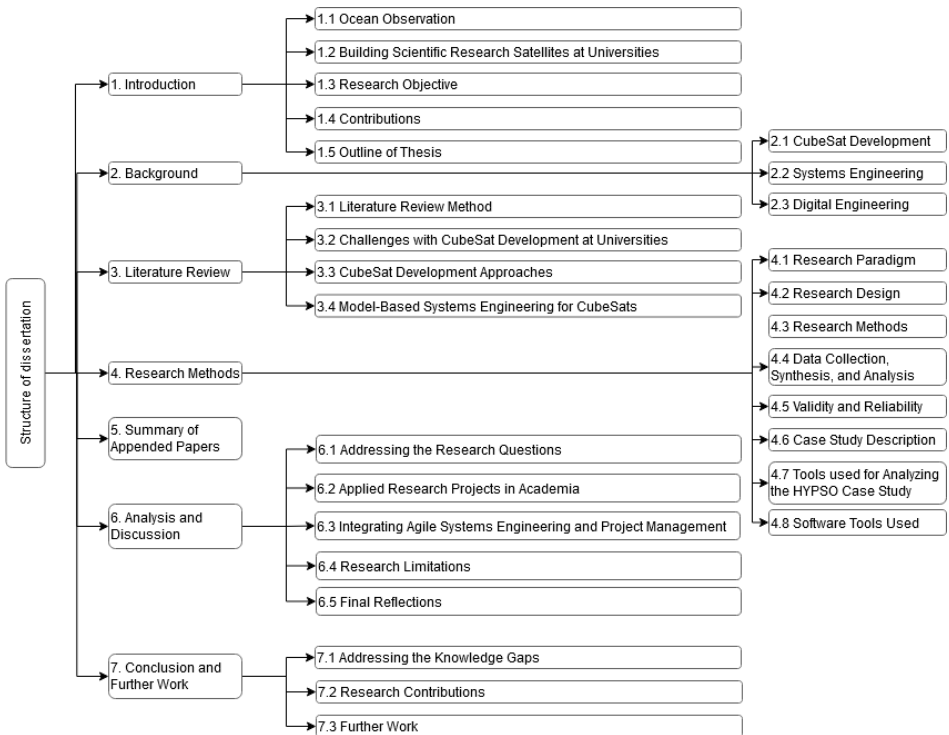 Structure of dissertation
1. Introduction
1.1 Ocean Observation
1.2 Building Scientific Research Satellites at Universities
1.3 Research Objective
1.4 Contributions
1.5 Outline of Thesis
2. Background
2.1 CubeSat Development
2.2 Systems Engineering
2.3 Digital Engineering
3. Literature Review
3.1 Literature Review Method
3.2 Challenges with CubeSat Development at Universities
3.3 CubeSat Development Approaches
3.4 Model-Based Systems Engineering for CubeSats
4. Research Methods
4.1 Research Paradigm
4.2 Research Design
4.3 Research Methods
4.4 Data Collection,
Synthesis, and Analysis
4.5 Validity and Reliability
4.6 Case Study Description
4.7 Tools used for Analyzing
the HYPSO Case Study
4.8 Software Tools Used
5. Summary of
Appended Papers
6. Analysis and
Discussion
6.1 Addressing the Research Questions
6.2 Applied Research Projects in Academia
6.3 Integrating Agile Systems Engineering and Project Management
6.4 Research Limitations
6.5 Final Reflections
7. Conclusion and
Further Work
7.1 Addressing the Knowledge Gaps
7.2 Research Contributions
7.3 Further Work